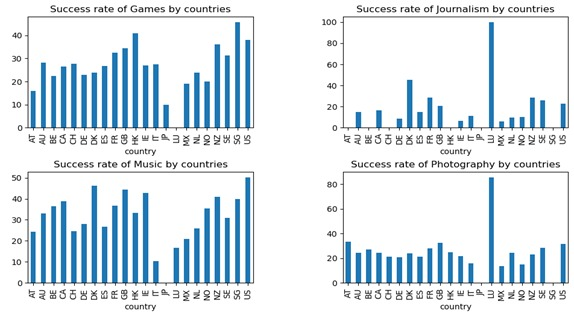 Success rate of Games by countries
40
30
20
10
0
AT AU BE CA CH DE DK ES FR GB HK IE IT JP LU MX NL NO NZ SE SG US
country
Success rate of Journalism by countries
100
80
60
40
20
0
AT AU BE CA CH DE DK ES FR GB HK IE IT JP LU MX NL NO NZ SE SG US
country
Success rate of Music by countries
50
40
30
20
10
0
AT AU BE CA CH DE DK ES FR GB HK IE IT JP LU MX NL NO NZ SE SG US
country
Success rate of Photography by countries
80
60
40
20
0
AT AU BE CA CH DE DK ES FR GB HK IE IT JP LU MX NL NO NZ SE SG US
country